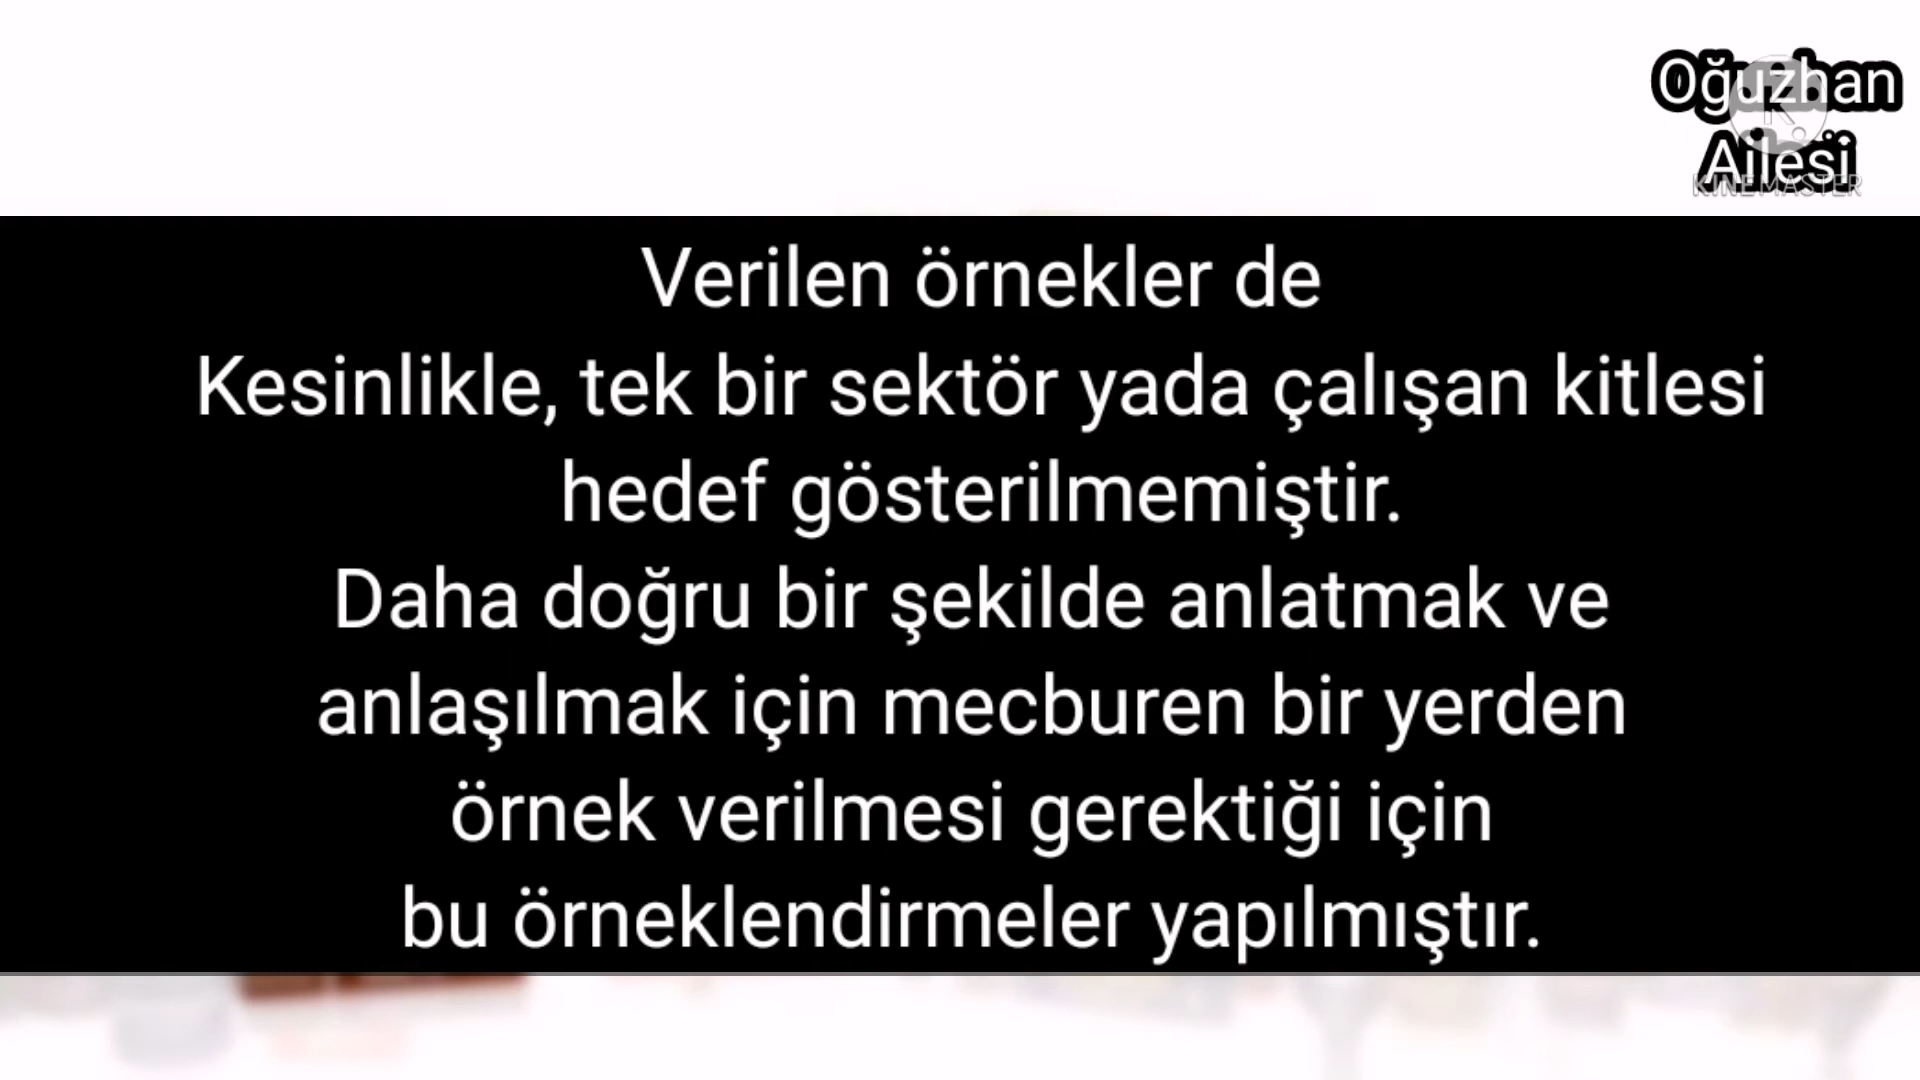 Oğuzhan
Ailesi
KINEMASTER
Verilen örnekler de
Kesinlikle, tek bir sektör yada çalışan kitlesi
hedef gösterilmemiştir.
Daha doğru bir şekilde anlatmak ve
anlaşılmak için mecburen bir yerden
örnek verilmesi gerektiği için
bu örneklendirmeler yapılmıştır.